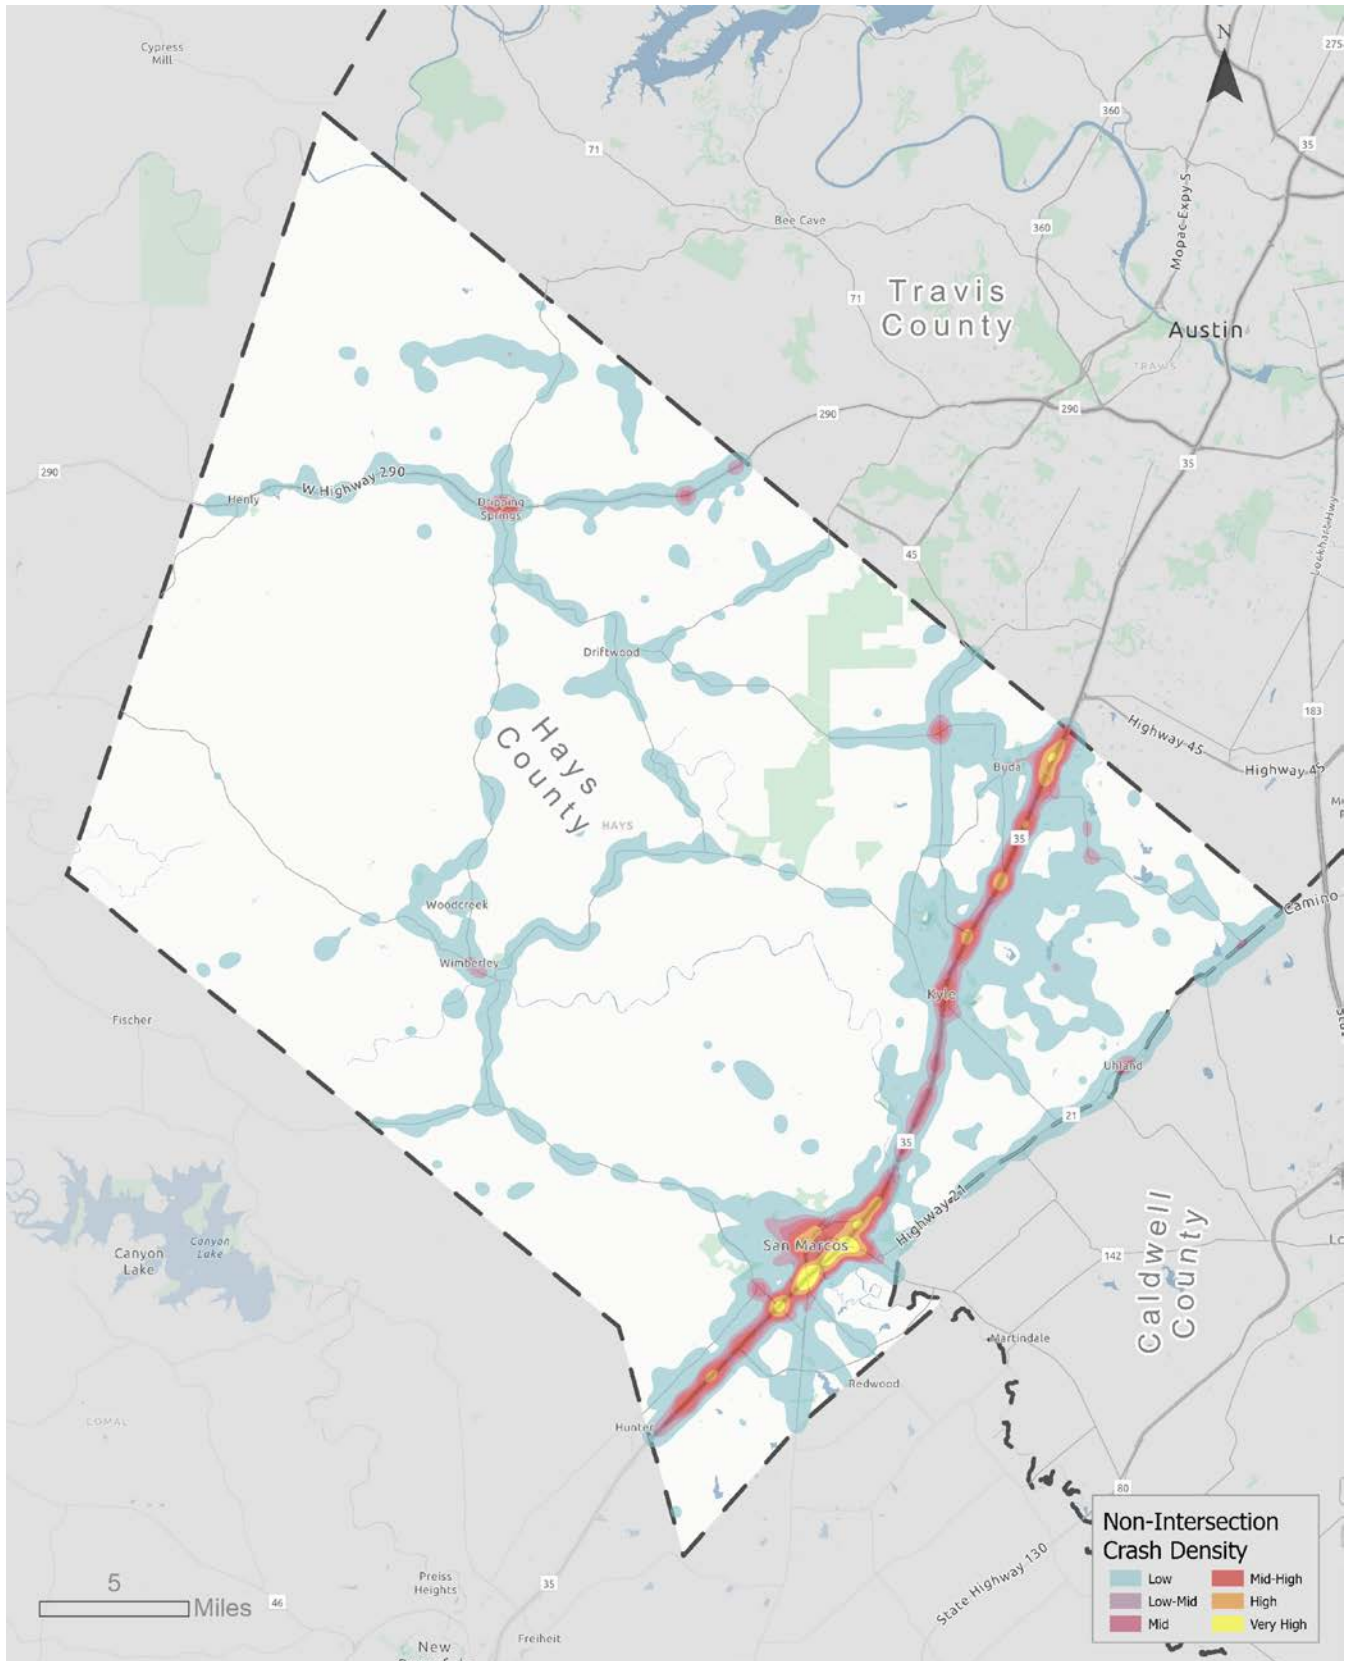 Cypress
Mill
N
275
360
71
35
Mopac Expy S
Bee Cave
360
71
Travis
County
Austin
TRAVIS
290
290
290
35
W Highway 290
Henly
Dripping
Springs
Lockhart Hwy
45
Driftwood
183
Hays
County
Highway 45
Highway 45
Buda
HAYS
35
Woodcreek
Camino
Wimberley
Kyle
Fischer
Uhland
21
35
Highway 21
San Marcos
Canyon
Lake
Canyon
Lake
142
Caldwell
County
Martindale
Redwood
COMAL
Hunter
80
Non-Intersection
Crash Density
Low
Low-Mid
Mid
Mid-High
High
Very High
State Highway 130
5
Miles
46
Preiss
Heights
35
Freiheit
New